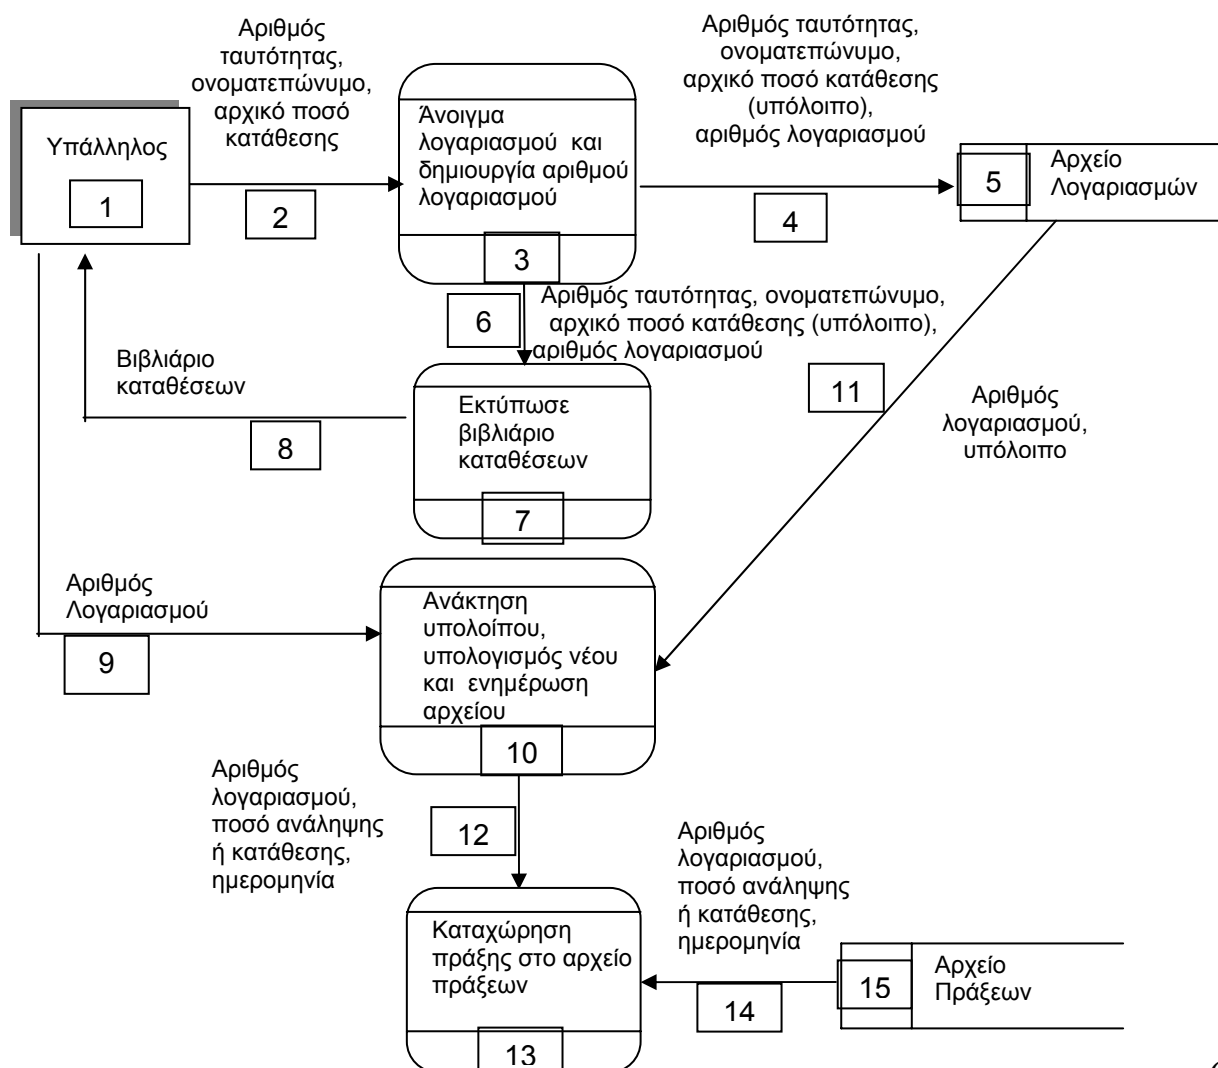 Αριθμός
ταυτότητας,
ονοματεπώνυμο,
αρχικό ποσό
κατάθεσης
Αριθμός ταυτότητας,
ονοματεπώνυμο,
αρχικό ποσό κατάθεσης
(υπόλοιπο),
αριθμός λογαριασμού
Υπάλληλος
1
2
Άνοιγμα
λογαριασμού και
δημιουργία αριθμού
λογαριασμού
3
4
5
Αρχείο
Λογαριασμών
6
Αριθμός ταυτότητας, ονοματεπώνυμο,
αρχικό ποσό κατάθεσης (υπόλοιπο),
αριθμός λογαριασμού
Βιβλιάριο
καταθέσεων
8
Εκτύπωσε
βιβλιάριο
καταθέσεων
7
11
Αριθμός
λογαριασμού,
υπόλοιπο
Αριθμός
Λογαριασμού
9
Ανάκτηση
υπολοίπου,
υπολογισμός νέου
και ενημέρωση
αρχείου
10
Αριθμός
λογαριασμού,
ποσό ανάληψης
ή κατάθεσης,
ημερομηνία
12
Αριθμός
λογαριασμού,
ποσό ανάληψης
ή κατάθεσης,
ημερομηνία
Καταχώρηση
πράξης στο αρχείο
πράξεων
13
14
15
Αρχείο
Πράξεων